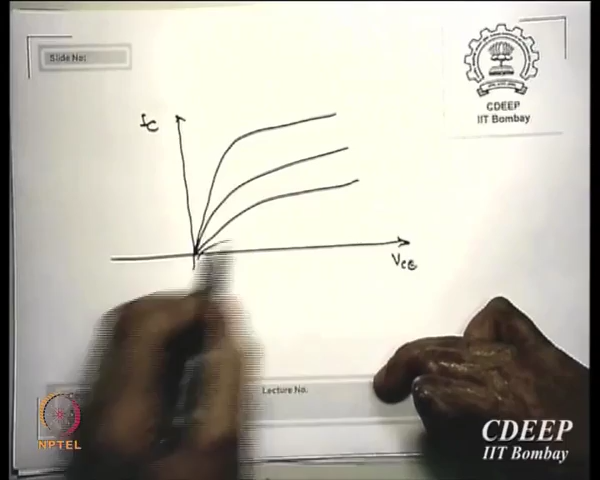 Slide No:
CDEEP
IIT Bombay
Ic
VCE
Lecture No.
NPTEL
CDEEP
IIT Bombay